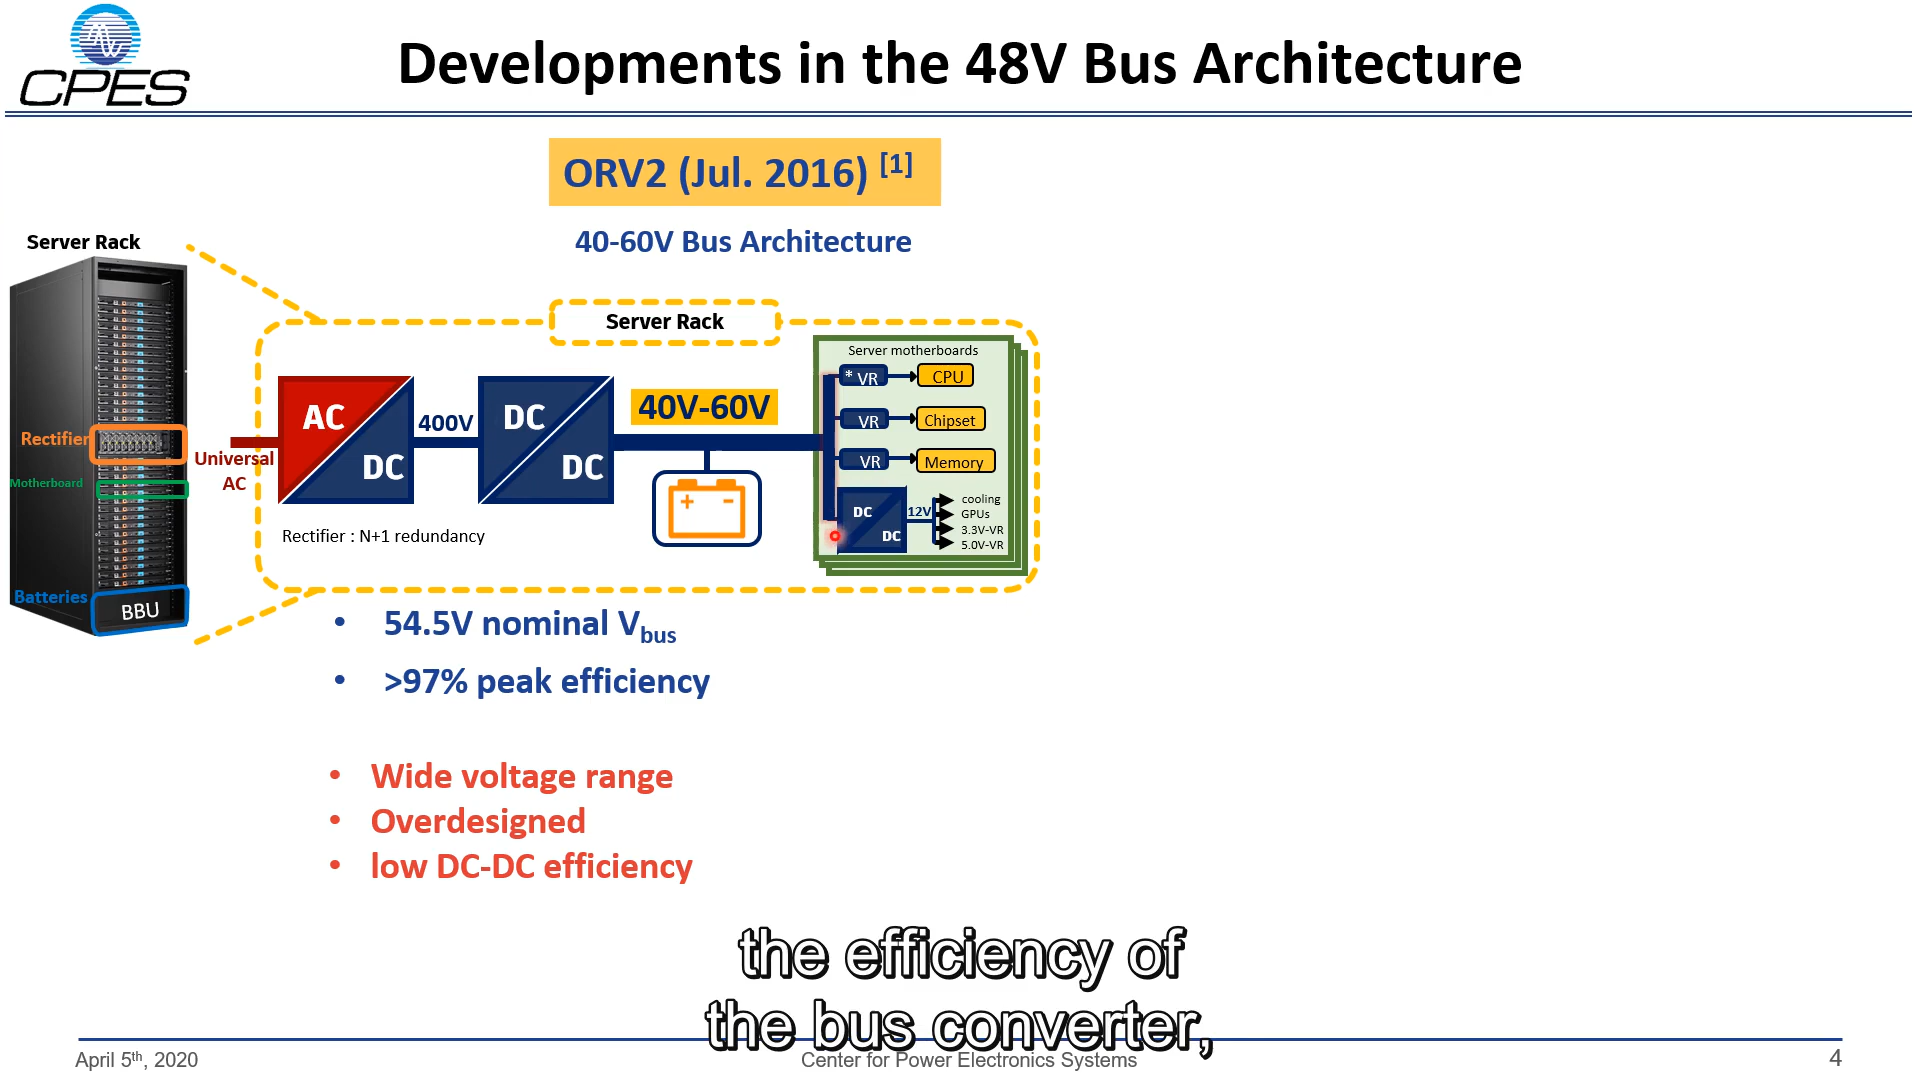 CPES
Developments in the 48V Bus Architecture
ORV2 (Jul. 2016) [1]
40-60V Bus Architecture
Server Rack
Rectifier
Motherboard
Batteries
BBU
Server Rack
Universal
AC
AC
DC
400V
DC
DC
40V-60V
+ -
Rectifier : N+1 redundancy
Server motherboards
* VR
CPU
VR
Chipset
VR
Memory
DC
DC
12V
cooling
GPUs
3.3V-VR
5.0V-VR
• 54.5V nominal Vbus
• >97% peak efficiency
• Wide voltage range
• Overdesigned
• low DC-DC efficiency
the efficiency of
the bus converter,
April 5th, 2020
Center for Power Electronics Systems
4